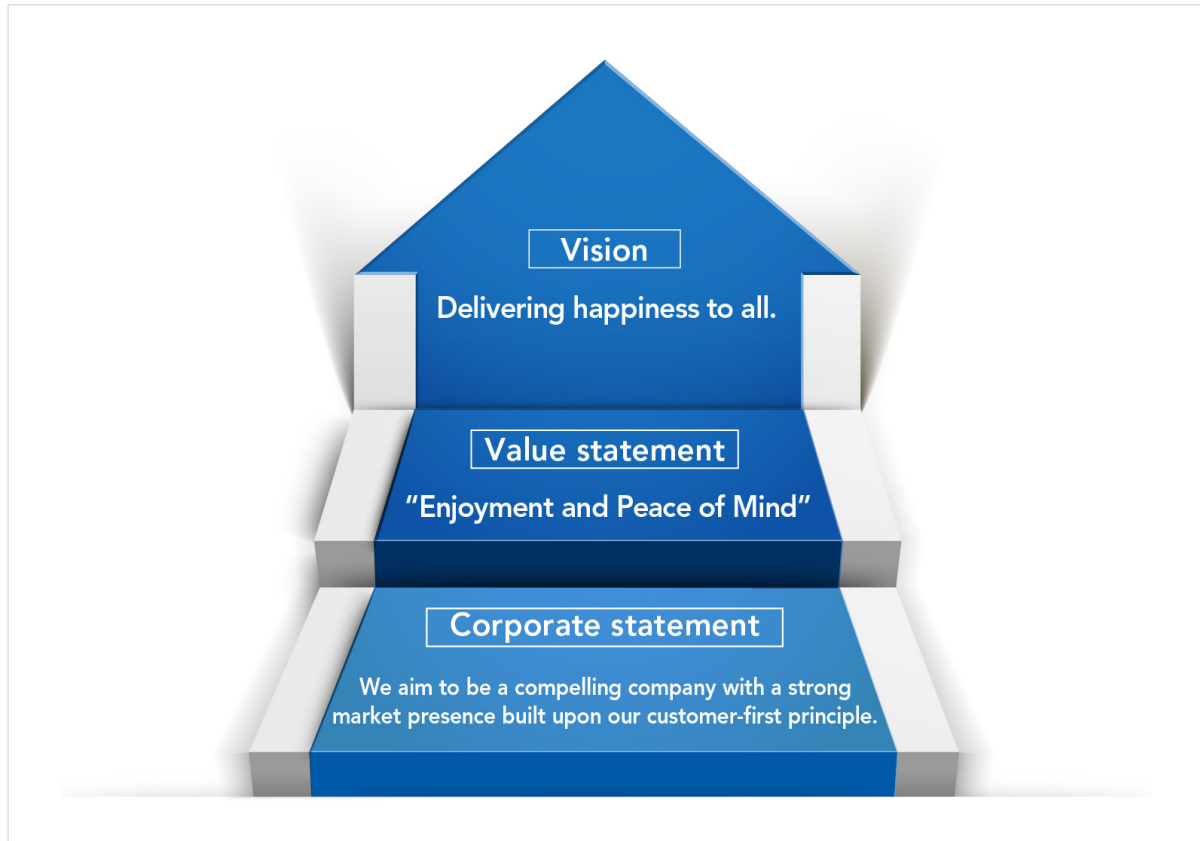 Vision
Delivering happiness to all.
Value statement
“Enjoyment and Peace of Mind”
Corporate statement
We aim to be a compelling company with a strong
market presence built upon our customer-first principle.